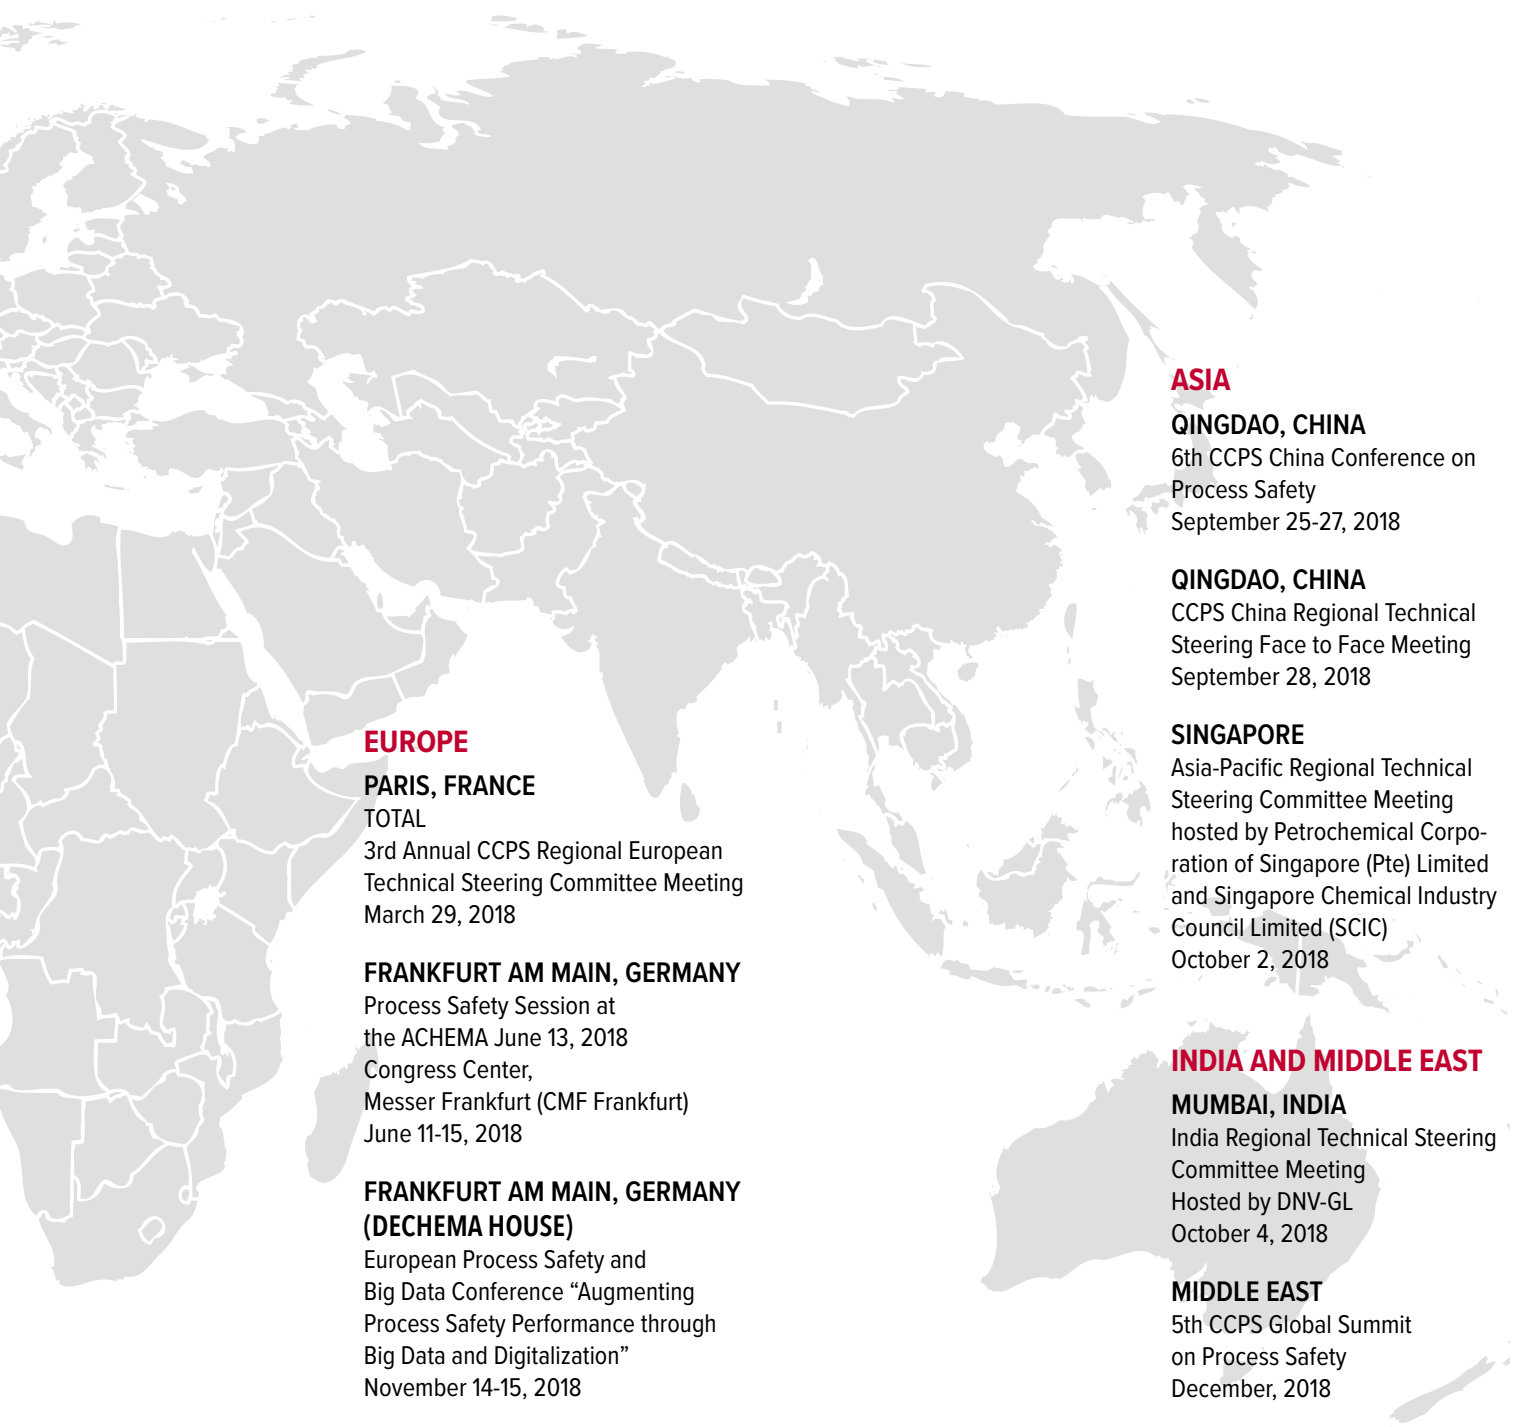 EUROPE
PARIS, FRANCE
TOTAL
3rd Annual CCPS Regional European
Technical Steering Committee Meeting
March 29, 2018
FRANKFURT AM MAIN, GERMANY
Process Safety Session at
the ACHEMA June 13, 2018
Congress Center,
Messer Frankfurt (CMF Frankfurt)
June 11-15, 2018
FRANKFURT AM MAIN, GERMANY
(DECHEMA HOUSE)
European Process Safety and
Big Data Conference “Augmenting
Process Safety Performance through
Big Data and Digitalization”
November 14-15, 2018
ASIA
QINGDAO, CHINA
6th CCPS China Conference on
Process Safety
September 25-27, 2018
QINGDAO, CHINA
CCPS China Regional Technical
Steering Face to Face Meeting
September 28, 2018
SINGAPORE
Asia-Pacific Regional Technical
Steering Committee Meeting
hosted by Petrochemical Corpo-
ration of Singapore (Pte) Limited
and Singapore Chemical Industry
Council Limited (SCIC)
October 2, 2018
INDIA AND MIDDLE EAST
MUMBAI, INDIA
India Regional Technical Steering
Committee Meeting
Hosted by DNV-GL
October 4, 2018
MIDDLE EAST
5th CCPS Global Summit
on Process Safety
December, 2018